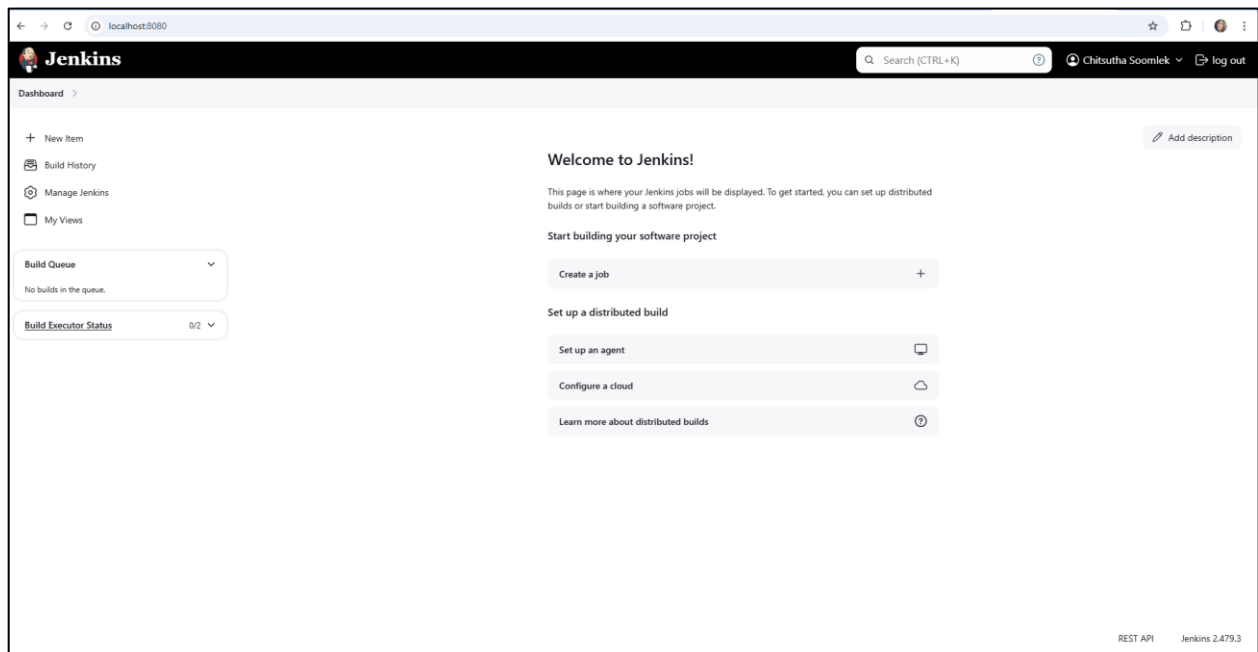 localhost:8080
Jenkins
Search (CTRL+K)
Chitsutha Soomlek
log out
Dashboard
New Item
Build History
Manage Jenkins
My Views
Build Queue
No builds in the queue.
Build Executor Status 0/2
Add description
Welcome to Jenkins!
This page is where your Jenkins jobs will be displayed. To get started, you can set up distributed
builds or start building a software project.
Start building your software project
Create a job
Set up a distributed build
Set up an agent
Configure a cloud
Learn more about distributed builds
REST API Jenkins 2.479.3